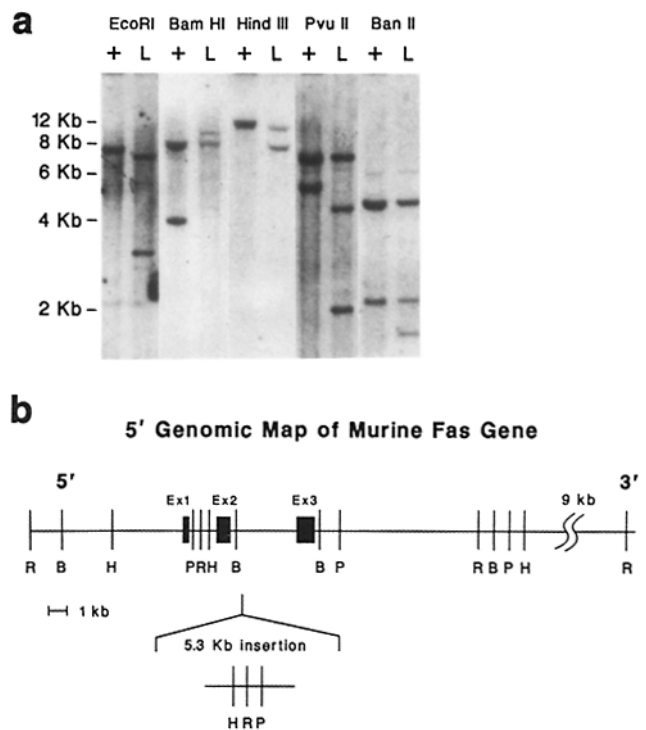 a
EcoRI Bam HI Hind III Pvu II Ban II
+ L + L + L + L + L
12 Kb –
8 Kb –
6 Kb –
4 Kb –
2 Kb –
b
5′ Genomic Map of Murine Fas Gene
5′ 3′
Ex1 Ex2 Ex3 9 kb
R B H P R H B B P R B P H R
1 kb
5.3 Kb insertion
H R P